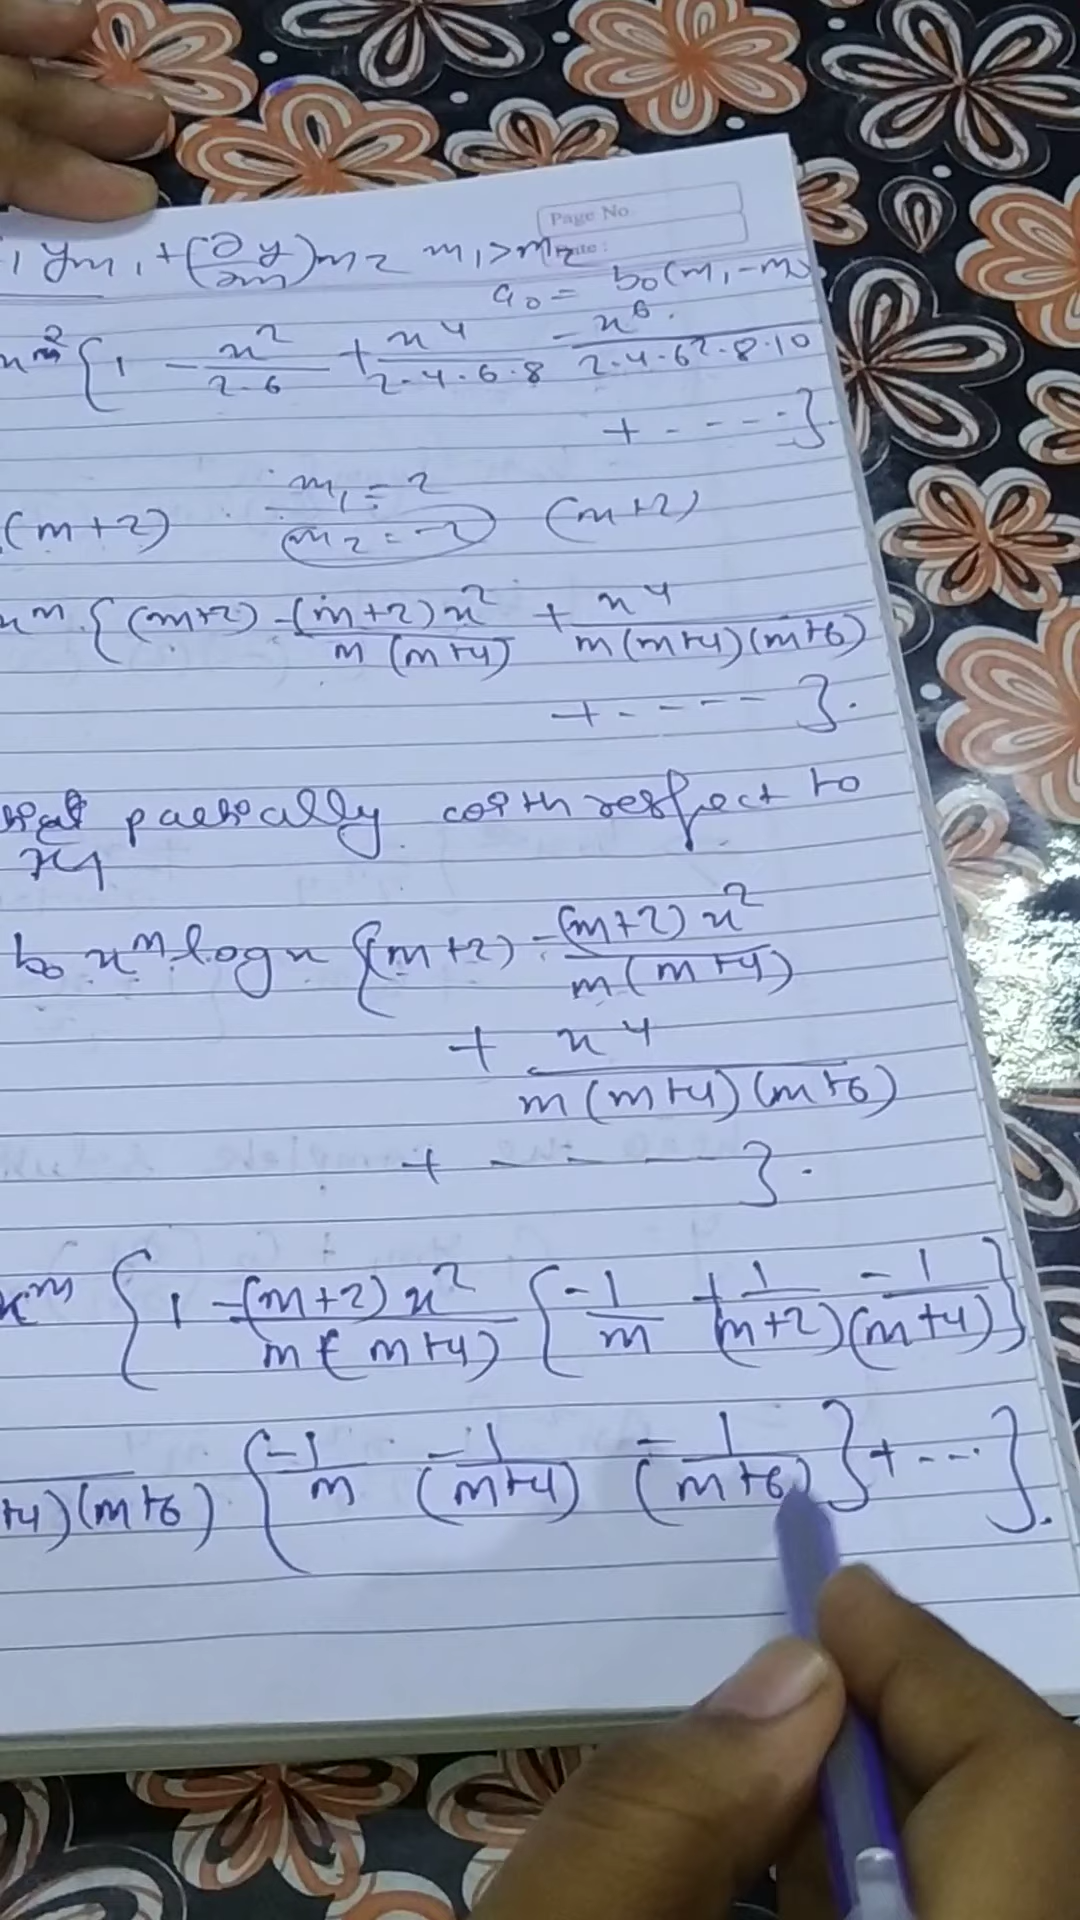 Page No
1 y m₁ + (∂y/∂m)m₂ m₁>m₂
a₀ = b₀(m₁-m₂
x² {1 - x²/2·6 + x⁴/2·4·6·8 - x⁶/2·4·6²·8·10
+ ----}.
(m+2) m₁ = 2 (m+2)
m₂ = -2
x^m {(m+2) - (m+2)x²/m(m+4) + x⁴/m(m+4)(m+6)
+ ---- }.
partially with respect to
b₀ x^m log x {(m+2) - (m+2)x²/m(m+4)
+ x⁴/m(m+4)(m+6)
+ ---- }.
x^m {1 - (m+2)x²/m(m+4) {-1/m + 1/(m+2) - 1/(m+4)}
+4)(m+6) {-1/m - 1/(m+4) - 1/(m+6)} + ---}.